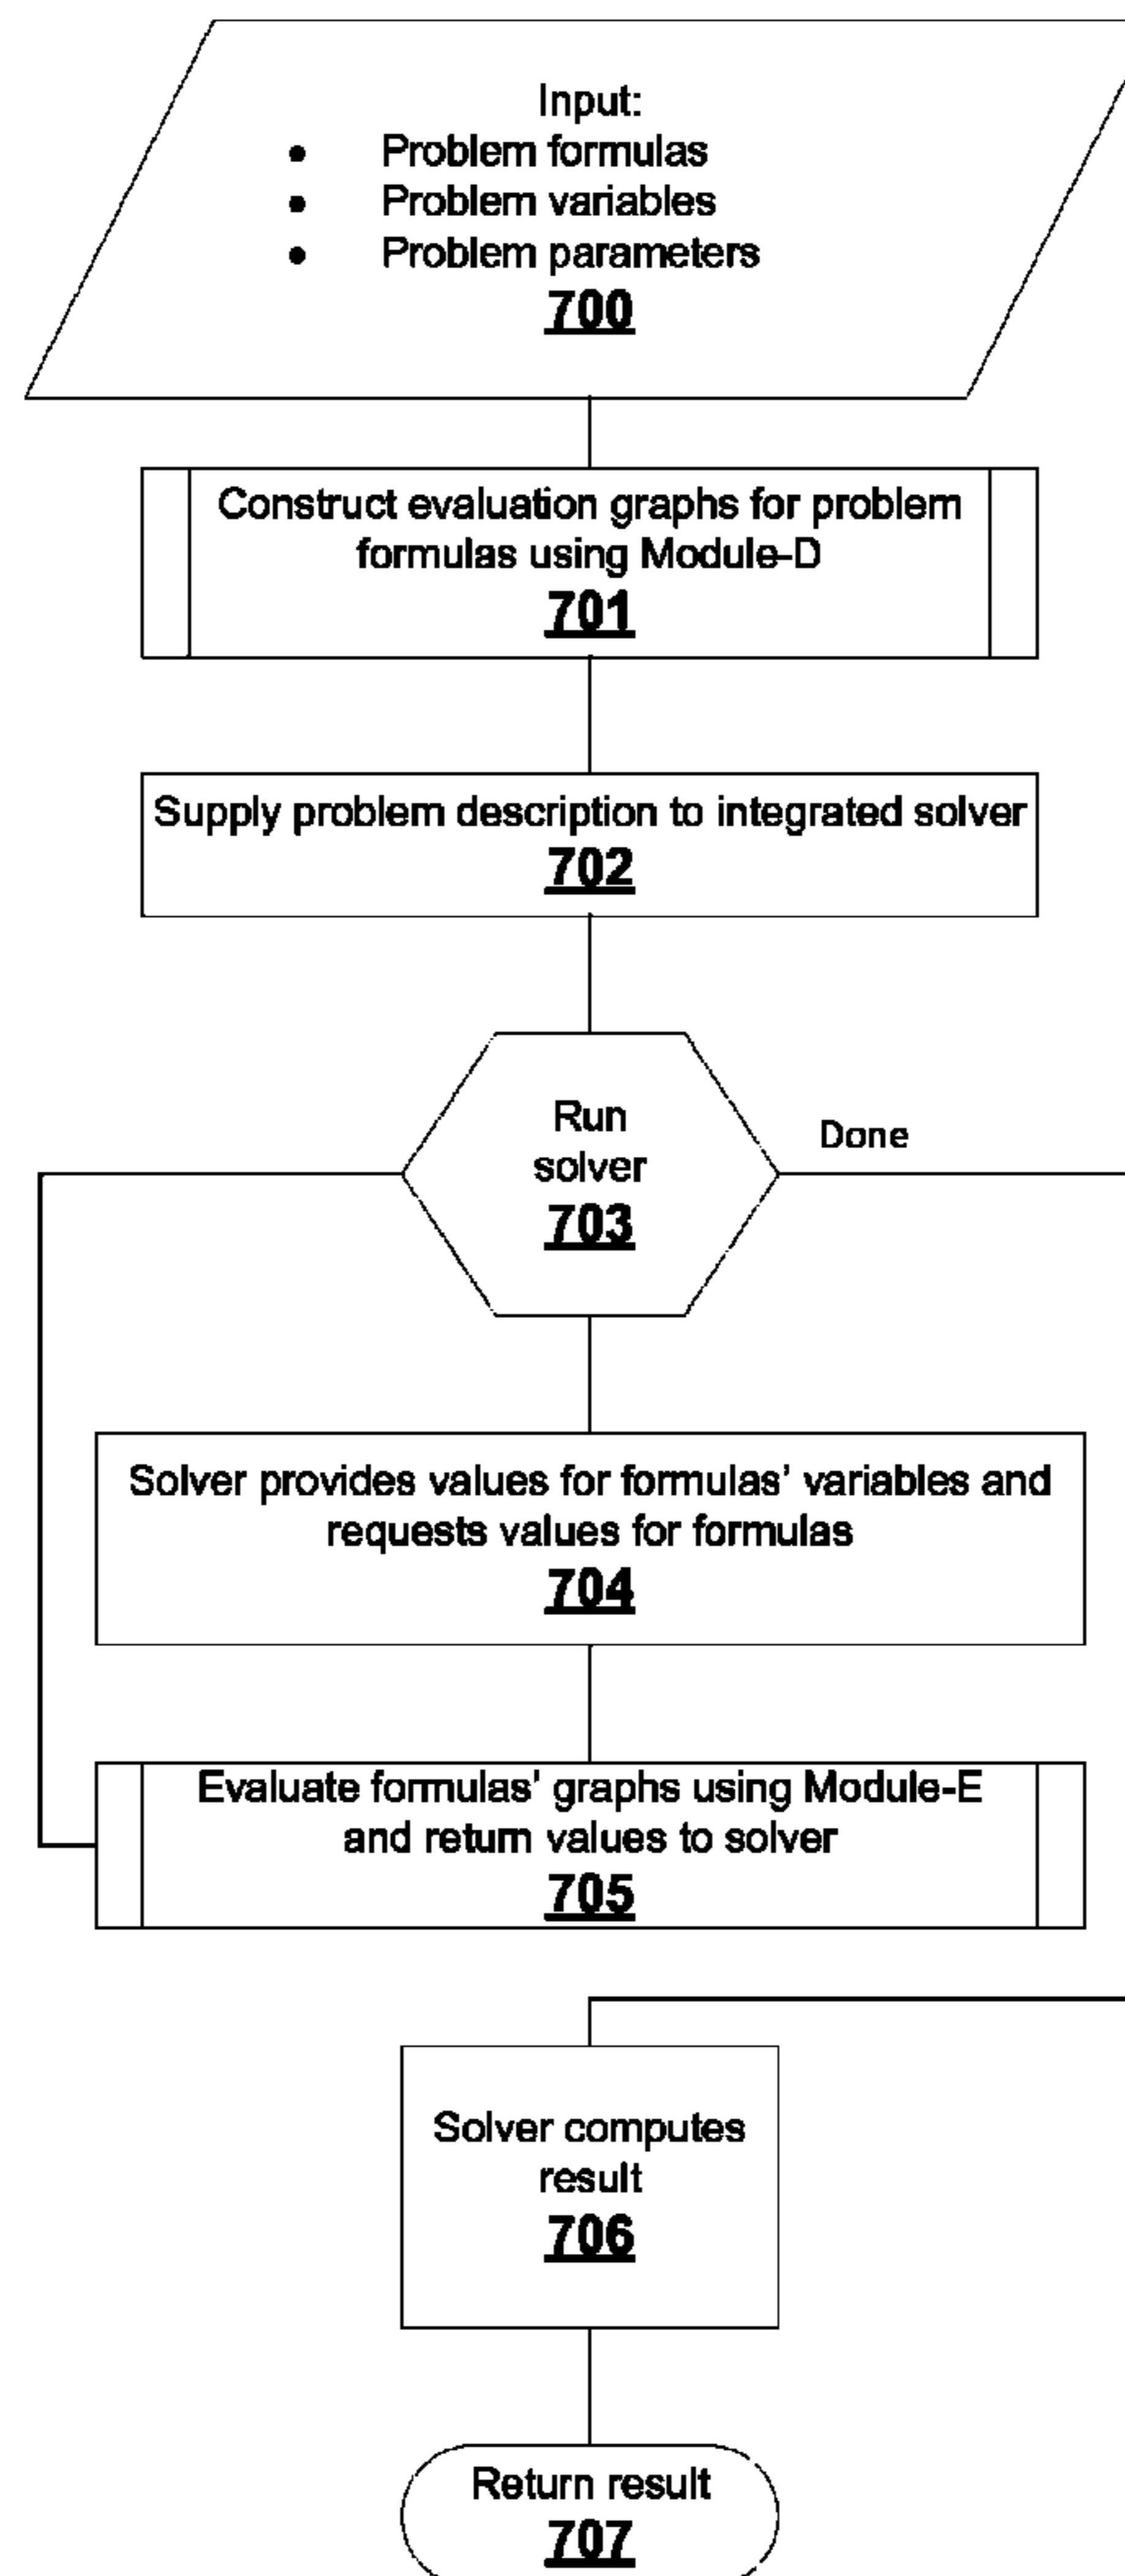 Input:
• Problem formulas
• Problem variables
• Problem parameters
700
Construct evaluation graphs for problem
formulas using Module-D
701
Supply problem description to integrated solver
702
Run
solver
703
Done
Solver provides values for formulas’ variables and
requests values for formulas
704
Evaluate formulas’ graphs using Module-E
and return values to solver
705
Solver computes
result
706
Return result
707